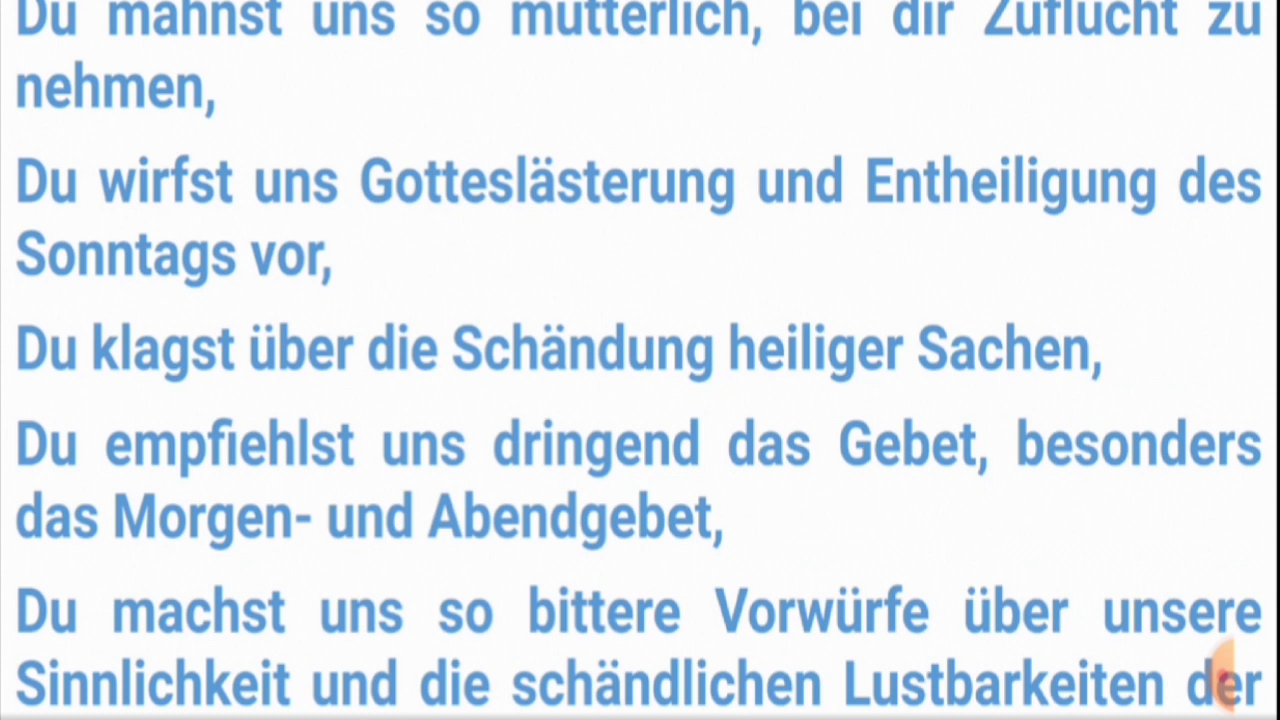 Du mahnst uns so mütterlich, bei dir Zuflucht zu
nehmen,
Du wirfst uns Gotteslästerung und Entheiligung des
Sonntags vor,
Du klagst über die Schändung heiliger Sachen,
Du empfiehlst uns dringend das Gebet, besonders
das Morgen- und Abendgebet,
Du machst uns so bittere Vorwürfe über unsere
Sinnlichkeit und die schändlichen Lustbarkeiten der